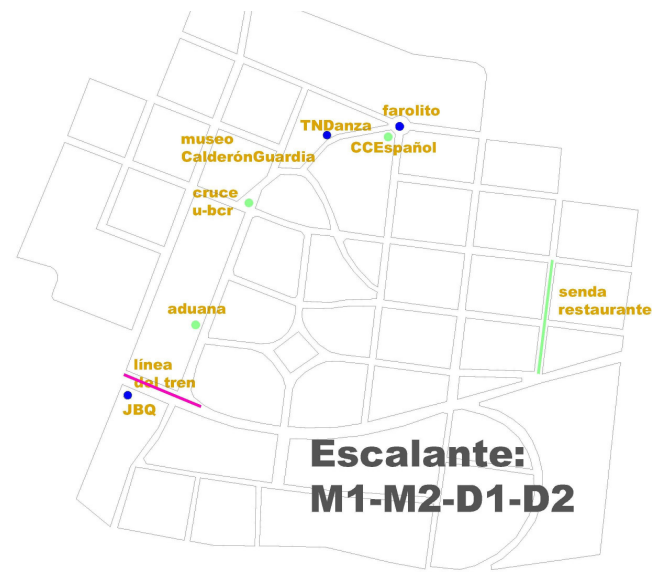 farolito
TNDanza
museo
CalderónGuardia
CCEspañol
cruce
u-bcr
senda
restaurante
aduana
línea
del tren
JBQ
Escalante:
M1-M2-D1-D2